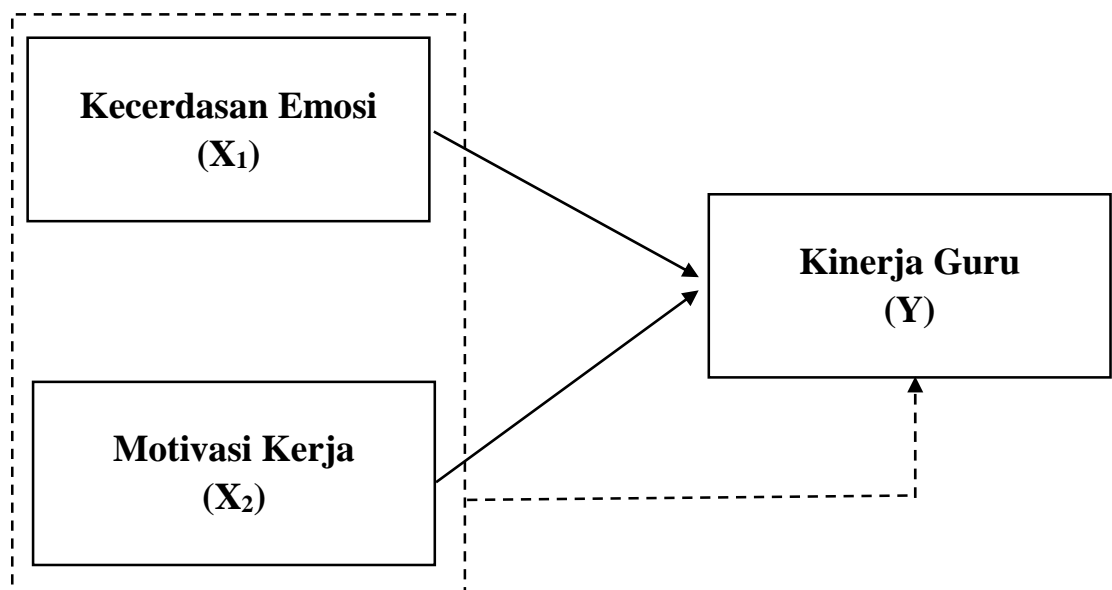 Kecerdasan Emosi
(X₁)
Kinerja Guru
(Y)
Motivasi Kerja
(X₂)